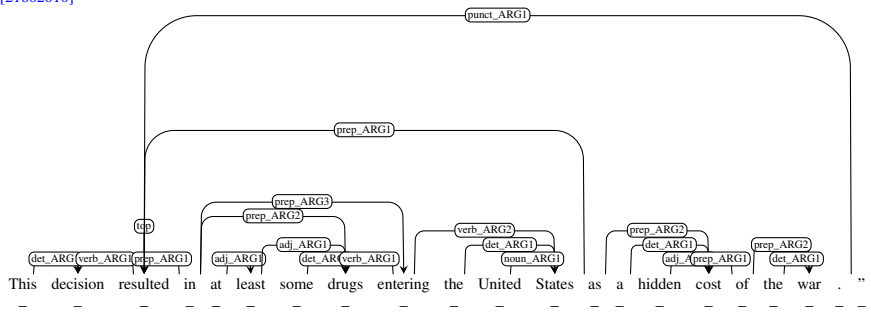 punct_ARG1
prep_ARG1
prep_ARG3
prep_ARG2
top
verb_ARG2
prep_ARG2
adj_ARG1
det_ARG1
det_ARG1
prep_ARG2
verb_ARG1
prep_ARG1
adj_ARG1
verb_ARG1
noun_ARG1
prep_ARG1
det_ARG1
This decision resulted in at least some drugs entering the United States as a hidden cost of the war . ”
_ _ _ _ _ _ _ _ _ _ _ _ _ _ _ _ _ _ _ _ _